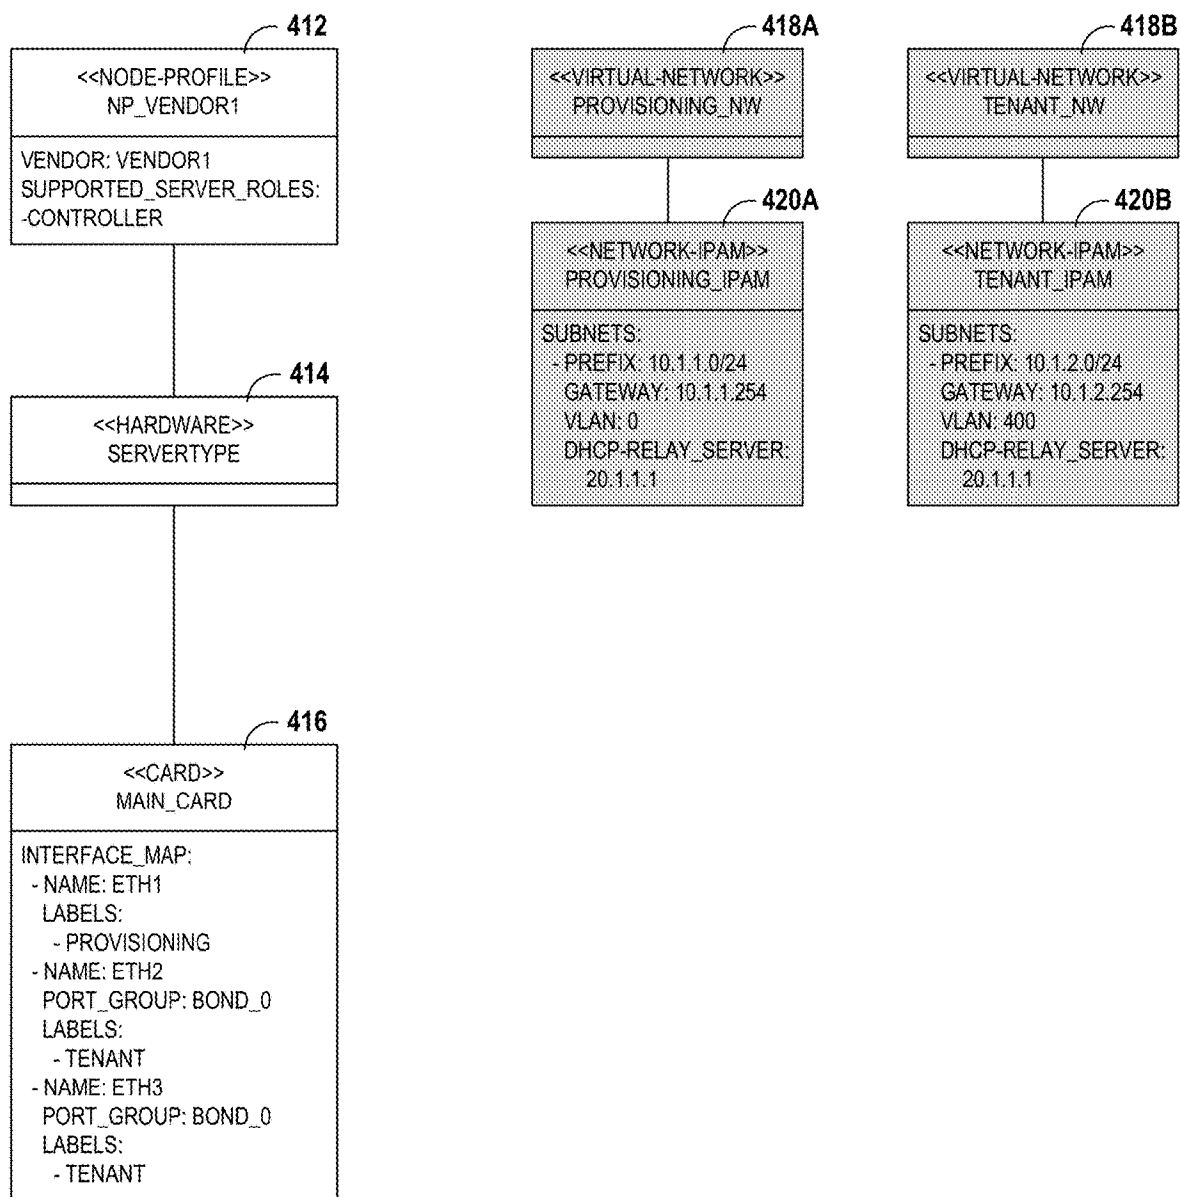 412
<<NODE-PROFILE>>
NP_VENDOR1
VENDOR: VENDOR1
SUPPORTED_SERVER_ROLES:
-CONTROLLER
414
<<HARDWARE>>
SERVERTYPE
416
<<CARD>>
MAIN_CARD
INTERFACE_MAP:
- NAME: ETH1
LABELS:
- PROVISIONING
- NAME: ETH2
PORT_GROUP: BOND_0
LABELS:
- TENANT
- NAME: ETH3
PORT_GROUP: BOND_0
LABELS:
- TENANT
418A
<<VIRTUAL-NETWORK>>
PROVISIONING_NW
420A
<<NETWORK-IPAM>>
PROVISIONING_IPAM
SUBNETS:
- PREFIX: 10.1.1.0/24
GATEWAY: 10.1.1.254
VLAN: 0
DHCP-RELAY_SERVER:
20.1.1.1
418B
<<VIRTUAL-NETWORK>>
TENANT_NW
420B
<<NETWORK-IPAM>>
TENANT_IPAM
SUBNETS:
- PREFIX: 10.1.2.0/24
GATEWAY: 10.1.2.254
VLAN: 400
DHCP-RELAY_SERVER:
20.1.1.1